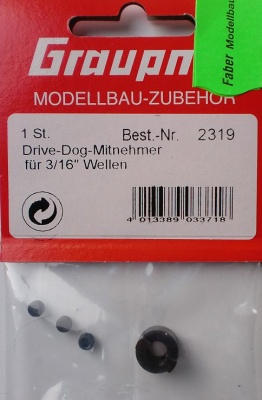 Graupn
Faber Modellbau
MODELLBAU-ZUBEHÖR
1 St. Best.-Nr. 2319
Drive-Dog-Mitnehmer
für 3/16" Wellen
4 013389 033718